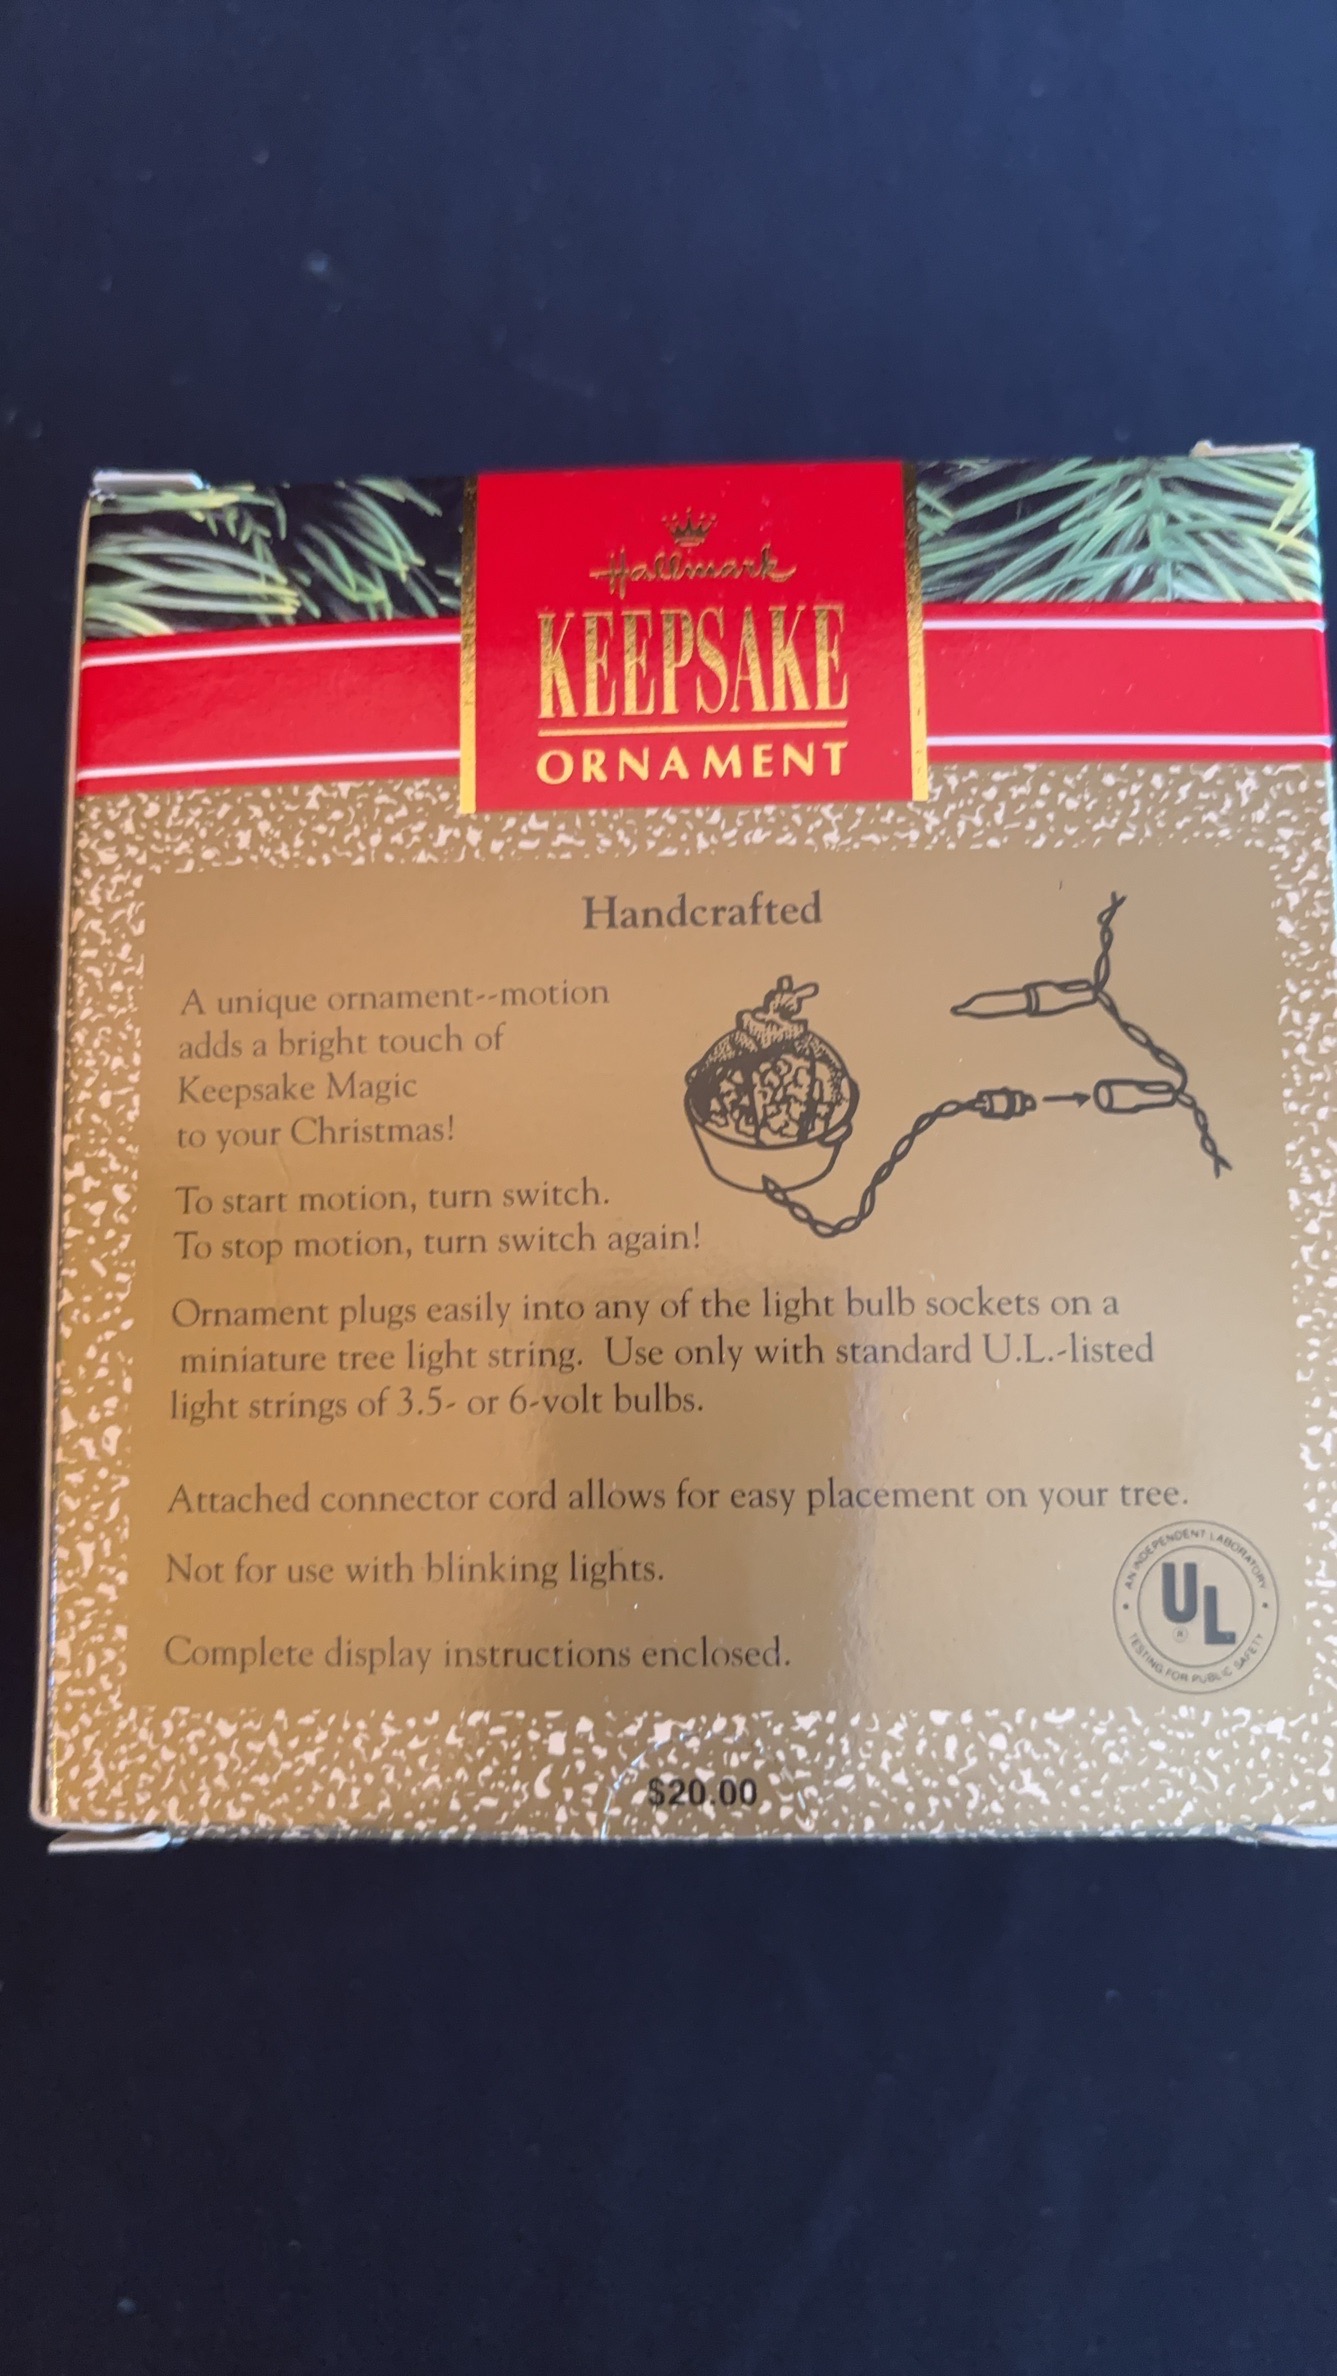 Hallmark
KEEPSAKE
ORNAMENT
Handcrafted
A unique ornament--motion
adds a bright touch of
Keepsake Magic
to your Christmas!
To start motion, turn switch.
To stop motion, turn switch again!
Ornament plugs easily into any of the light bulb sockets on a
miniature tree light string. Use only with standard U.L.-listed
light strings of 3.5- or 6-volt bulbs.
Attached connector cord allows for easy placement on your tree.
Not for use with blinking lights.
Complete display instructions enclosed.
AN INDEPENDENT LABORATORY
UL
®
TESTING FOR PUBLIC SAFETY
$20.00